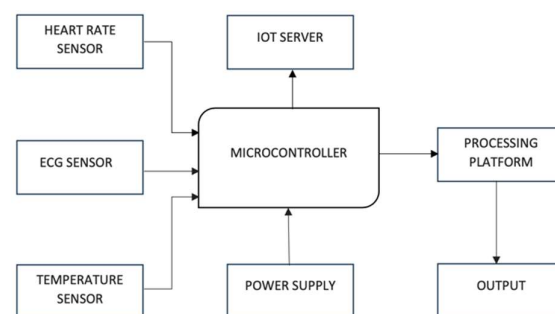 HEART RATE
SENSOR
IOT SERVER
ECG SENSOR
MICROCONTROLLER
PROCESSING
PLATFORM
TEMPERATURE
SENSOR
POWER SUPPLY
OUTPUT